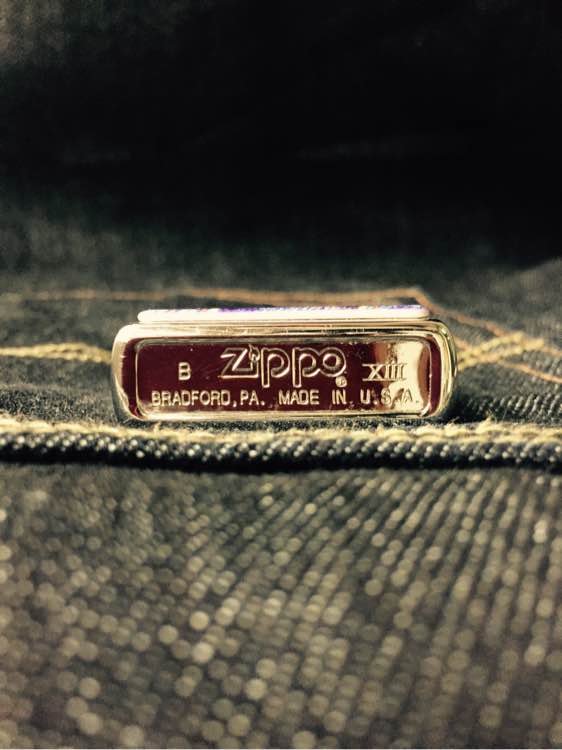 B Zippo ® XIII
BRADFORD, PA. MADE IN U.S.A.